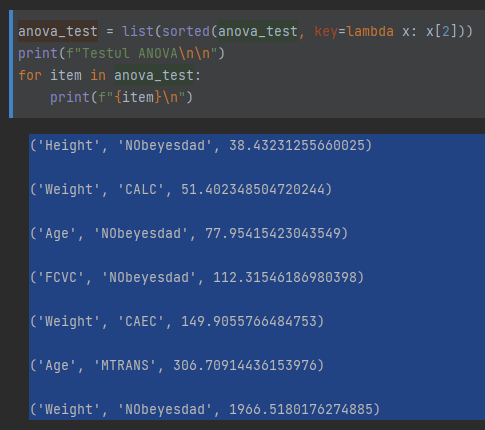 anova_test = list(sorted(anova_test, key=lambda x: x[2]))
print(f"Testul ANOVA\n\n")
for item in anova_test:
    print(f"{item}\n")
('Height', 'NObeyesdad', 38.43231255660025)
('Weight', 'CALC', 51.402348504720244)
('Age', 'NObeyesdad', 77.95415423043549)
('FCVC', 'NObeyesdad', 112.31546186980398)
('Weight', 'CAEC', 149.9055766484753)
('Age', 'MTRANS', 306.70914436153976)
('Weight', 'NObeyesdad', 1966.5180176274885)